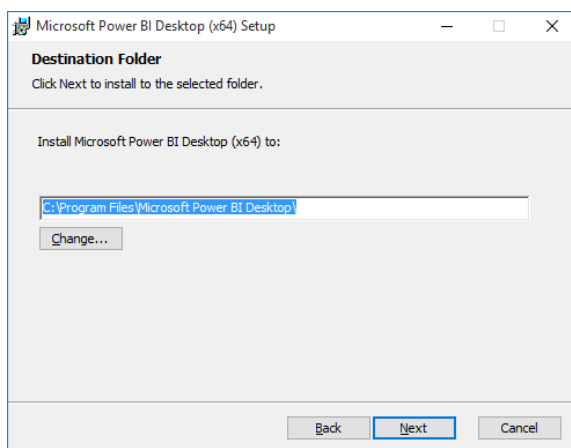 Microsoft Power BI Desktop (x64) Setup
Destination Folder
Click Next to install to the selected folder.
Install Microsoft Power BI Desktop (x64) to:
C:\Program Files\Microsoft Power BI Desktop\
Change...
Back Next Cancel